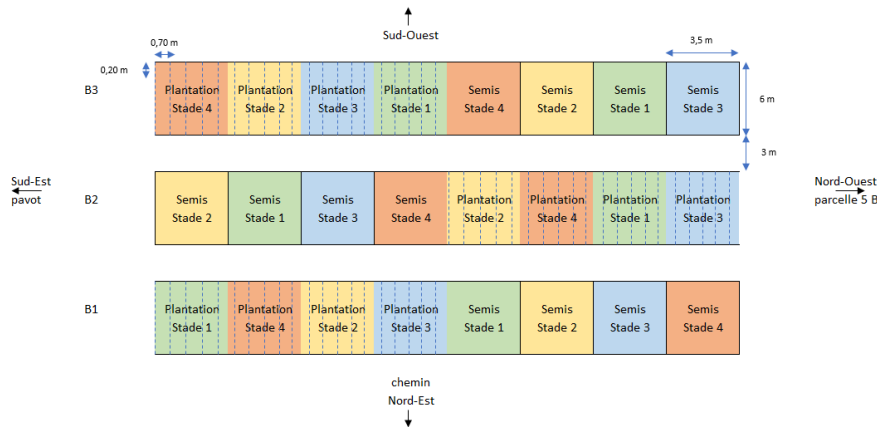 Sud-Ouest
0,70 m
3,5 m
0,20 m
B3
Plantation
Stade 4
Plantation
Stade 2
Plantation
Stade 3
Plantation
Stade 1
Semis
Stade 4
Semis
Stade 2
Semis
Stade 1
Semis
Stade 3
6 m
3 m
Sud-Est
pavot
B2
Semis
Stade 2
Semis
Stade 1
Semis
Stade 3
Semis
Stade 4
Plantation
Stade 2
Plantation
Stade 4
Plantation
Stade 1
Plantation
Stade 3
Nord-Ouest
parcelle 5 B
B1
Plantation
Stade 1
Plantation
Stade 4
Plantation
Stade 2
Plantation
Stade 3
Semis
Stade 1
Semis
Stade 2
Semis
Stade 3
Semis
Stade 4
chemin
Nord-Est